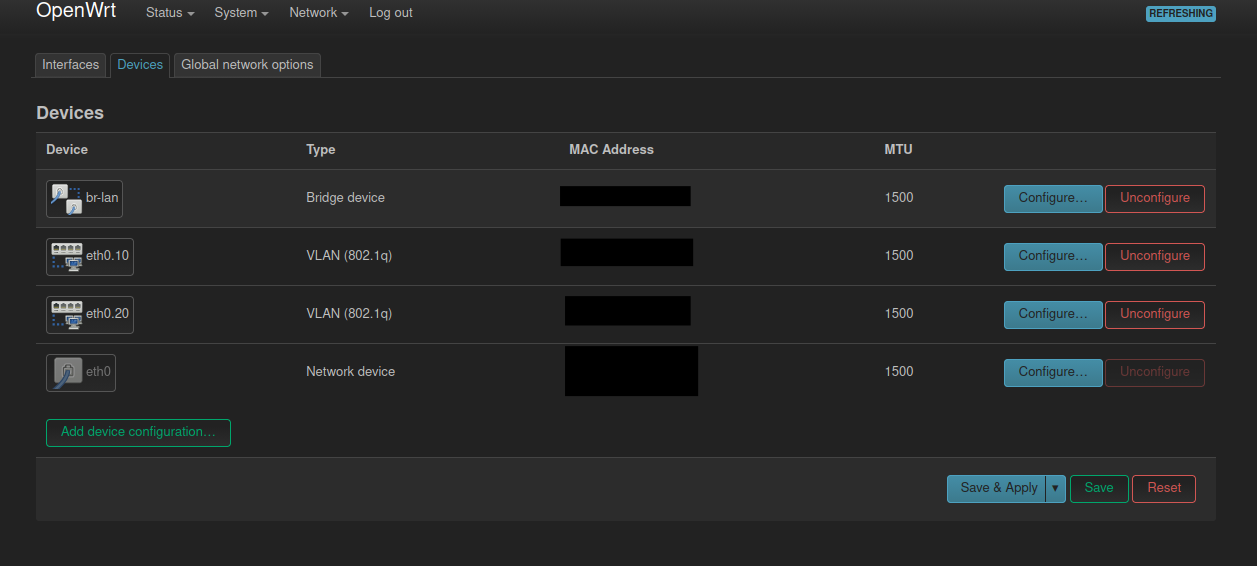 OpenWrt Status System Network Log out REFRESHING
Interfaces Devices Global network options
Devices
Device Type MAC Address MTU
br-lan Bridge device 1500 Configure… Unconfigure
eth0.10 VLAN (802.1q) 1500 Configure… Unconfigure
eth0.20 VLAN (802.1q) 1500 Configure… Unconfigure
eth0 Network device 1500 Configure… Unconfigure
Add device configuration…
Save & Apply Save Reset